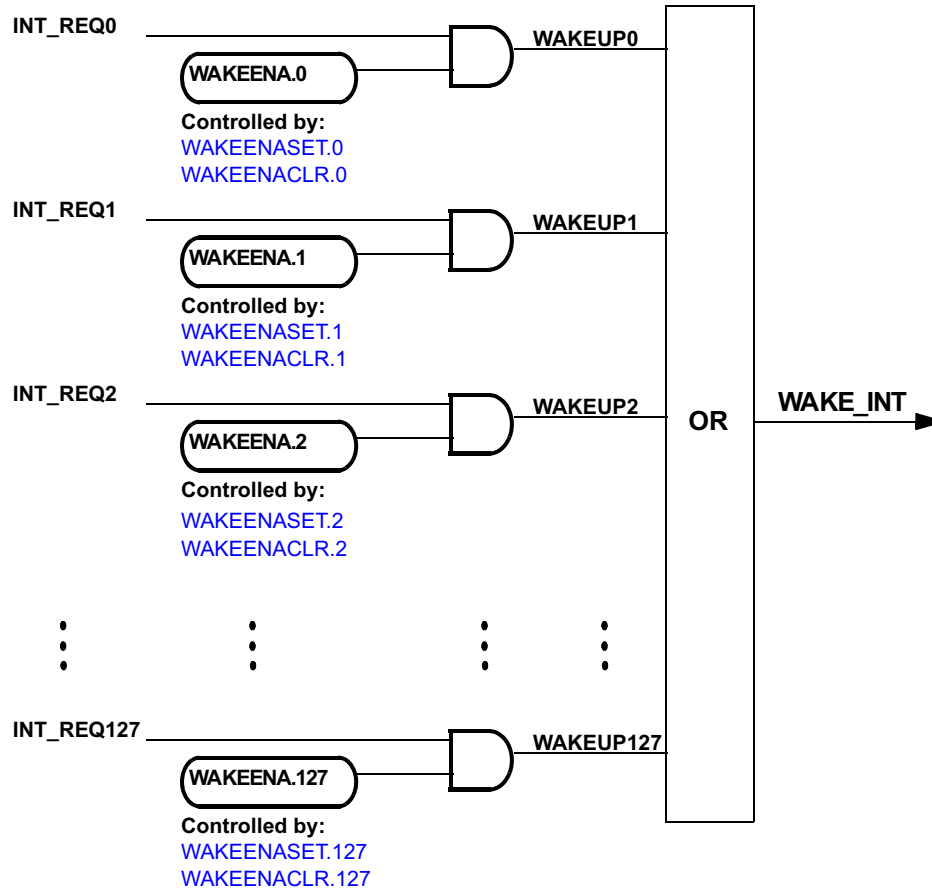 INT_REQ0
WAKEUP0
WAKEENA.0
Controlled by:
WAKEENASET.0
WAKEENACLR.0
INT_REQ1
WAKEUP1
WAKEENA.1
Controlled by:
WAKEENASET.1
WAKEENACLR.1
INT_REQ2
WAKEUP2
WAKEENA.2
Controlled by:
WAKEENASET.2
WAKEENACLR.2
OR
WAKE_INT
INT_REQ127
WAKEUP127
WAKEENA.127
Controlled by:
WAKEENASET.127
WAKEENACLR.127